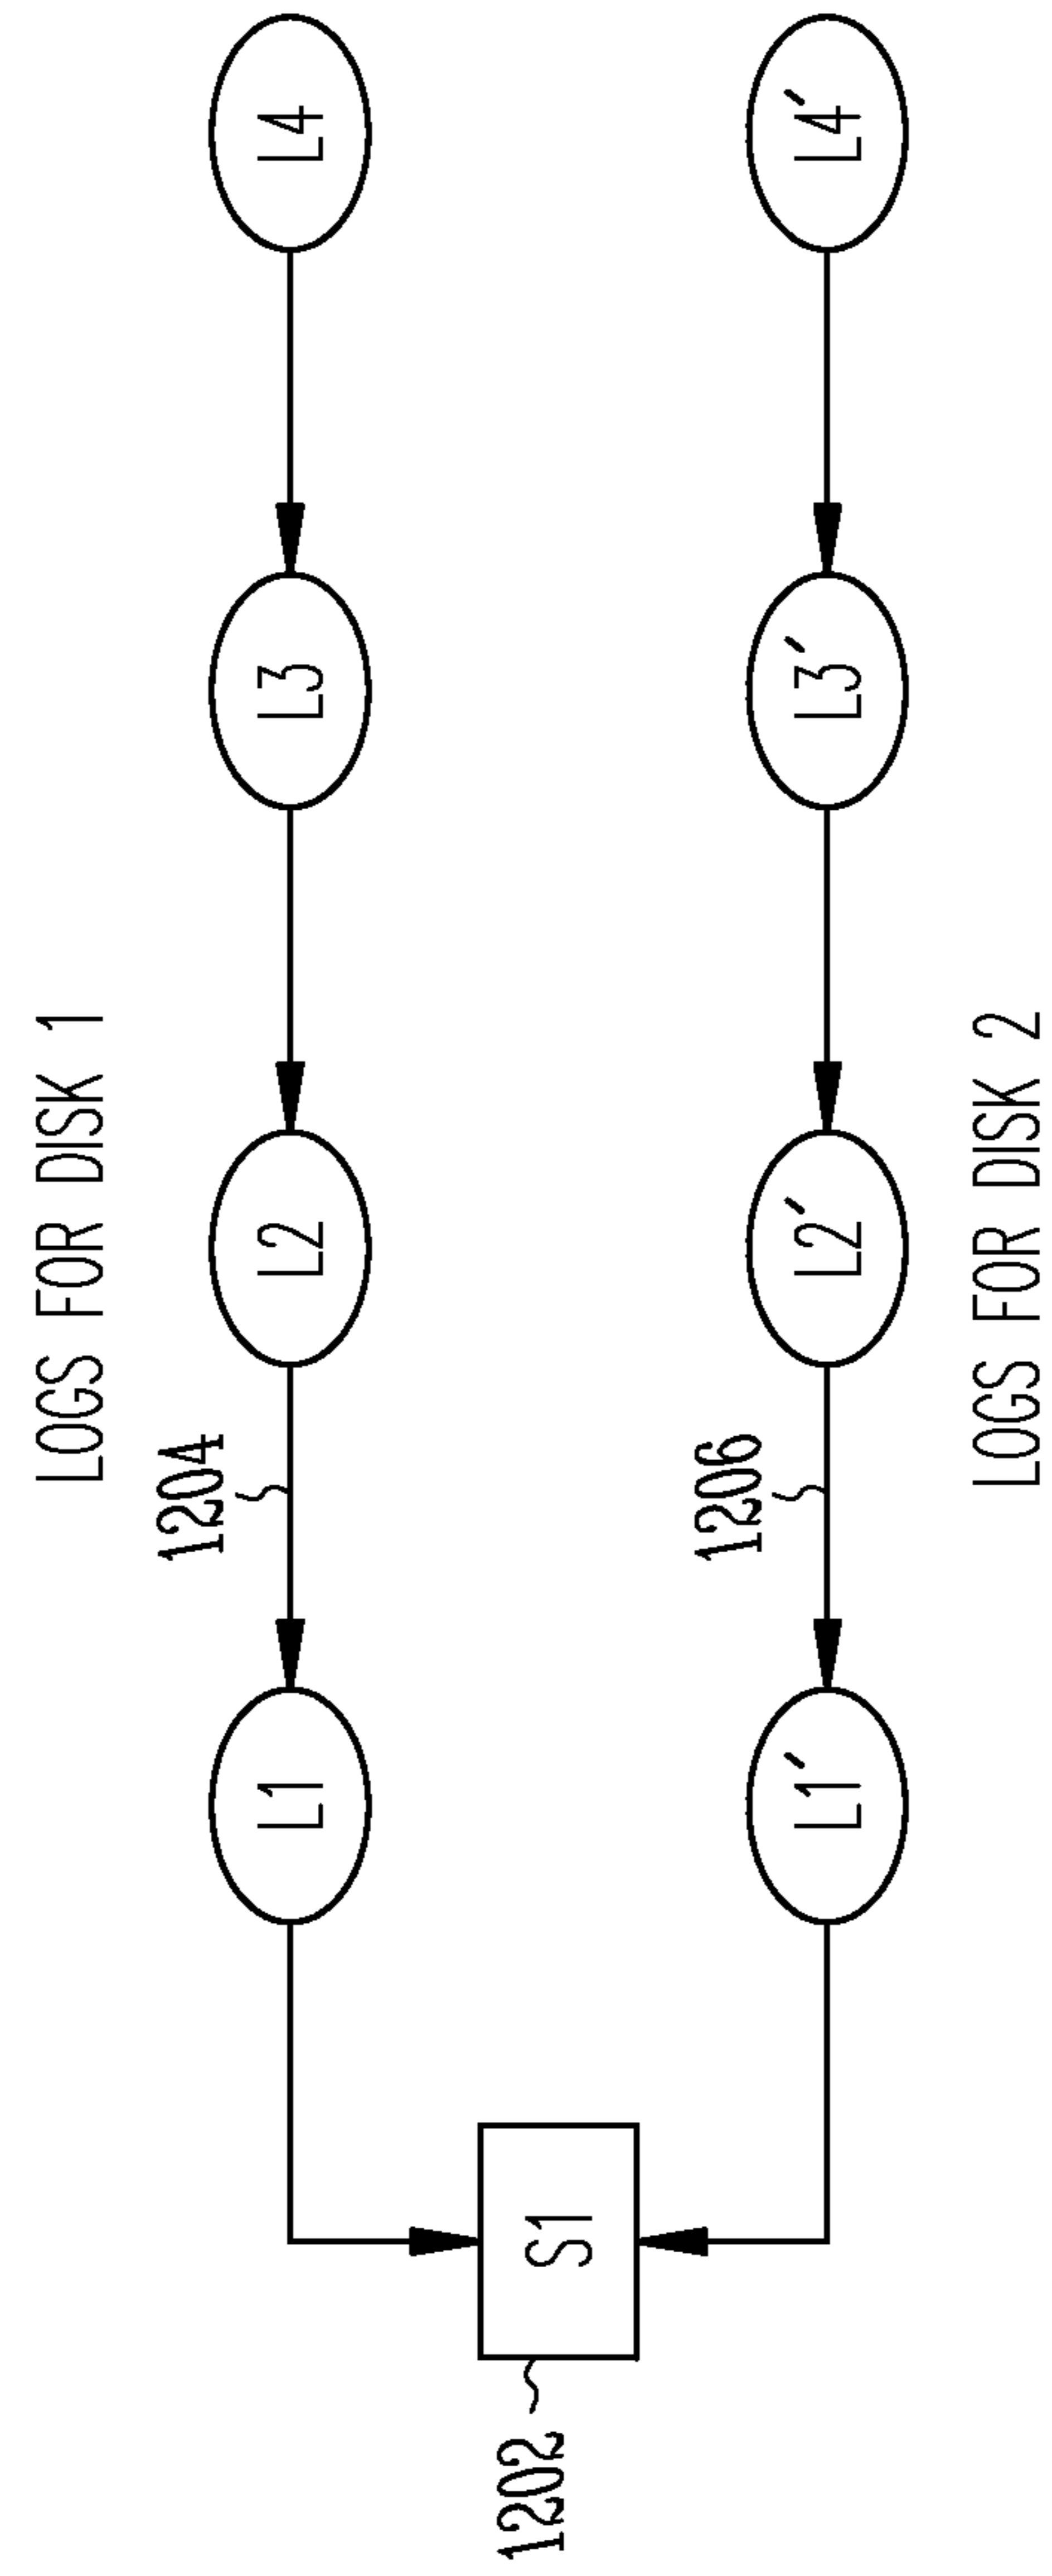 LOGS FOR DISK 1
1204
L1
L2
L3
L4
1202
S1
1206
L1′
L2′
L3′
L4′
LOGS FOR DISK 2